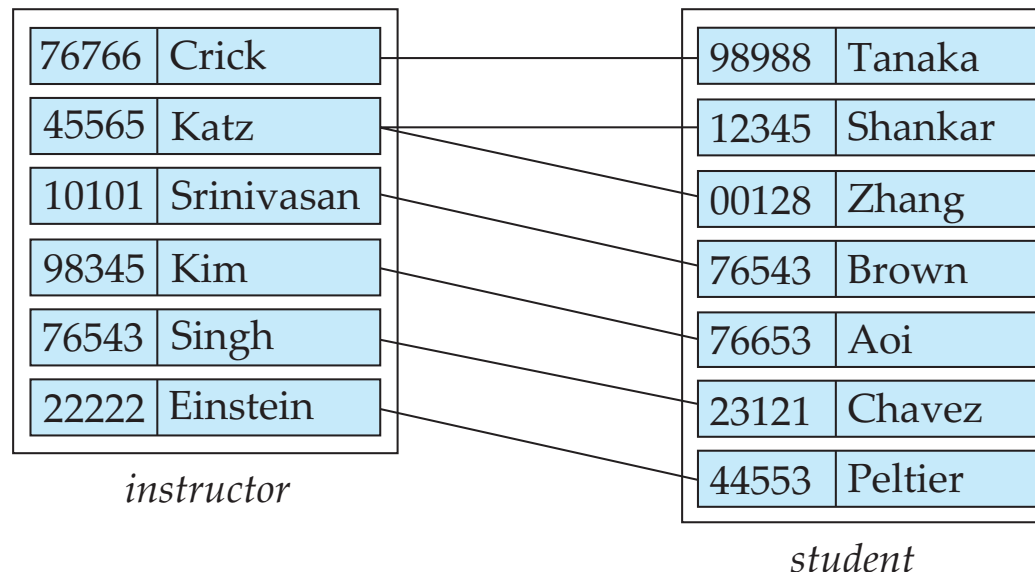 76766 Crick
45565 Katz
10101 Srinivasan
98345 Kim
76543 Singh
22222 Einstein
instructor
98988 Tanaka
12345 Shankar
00128 Zhang
76543 Brown
76653 Aoi
23121 Chavez
44553 Peltier
student